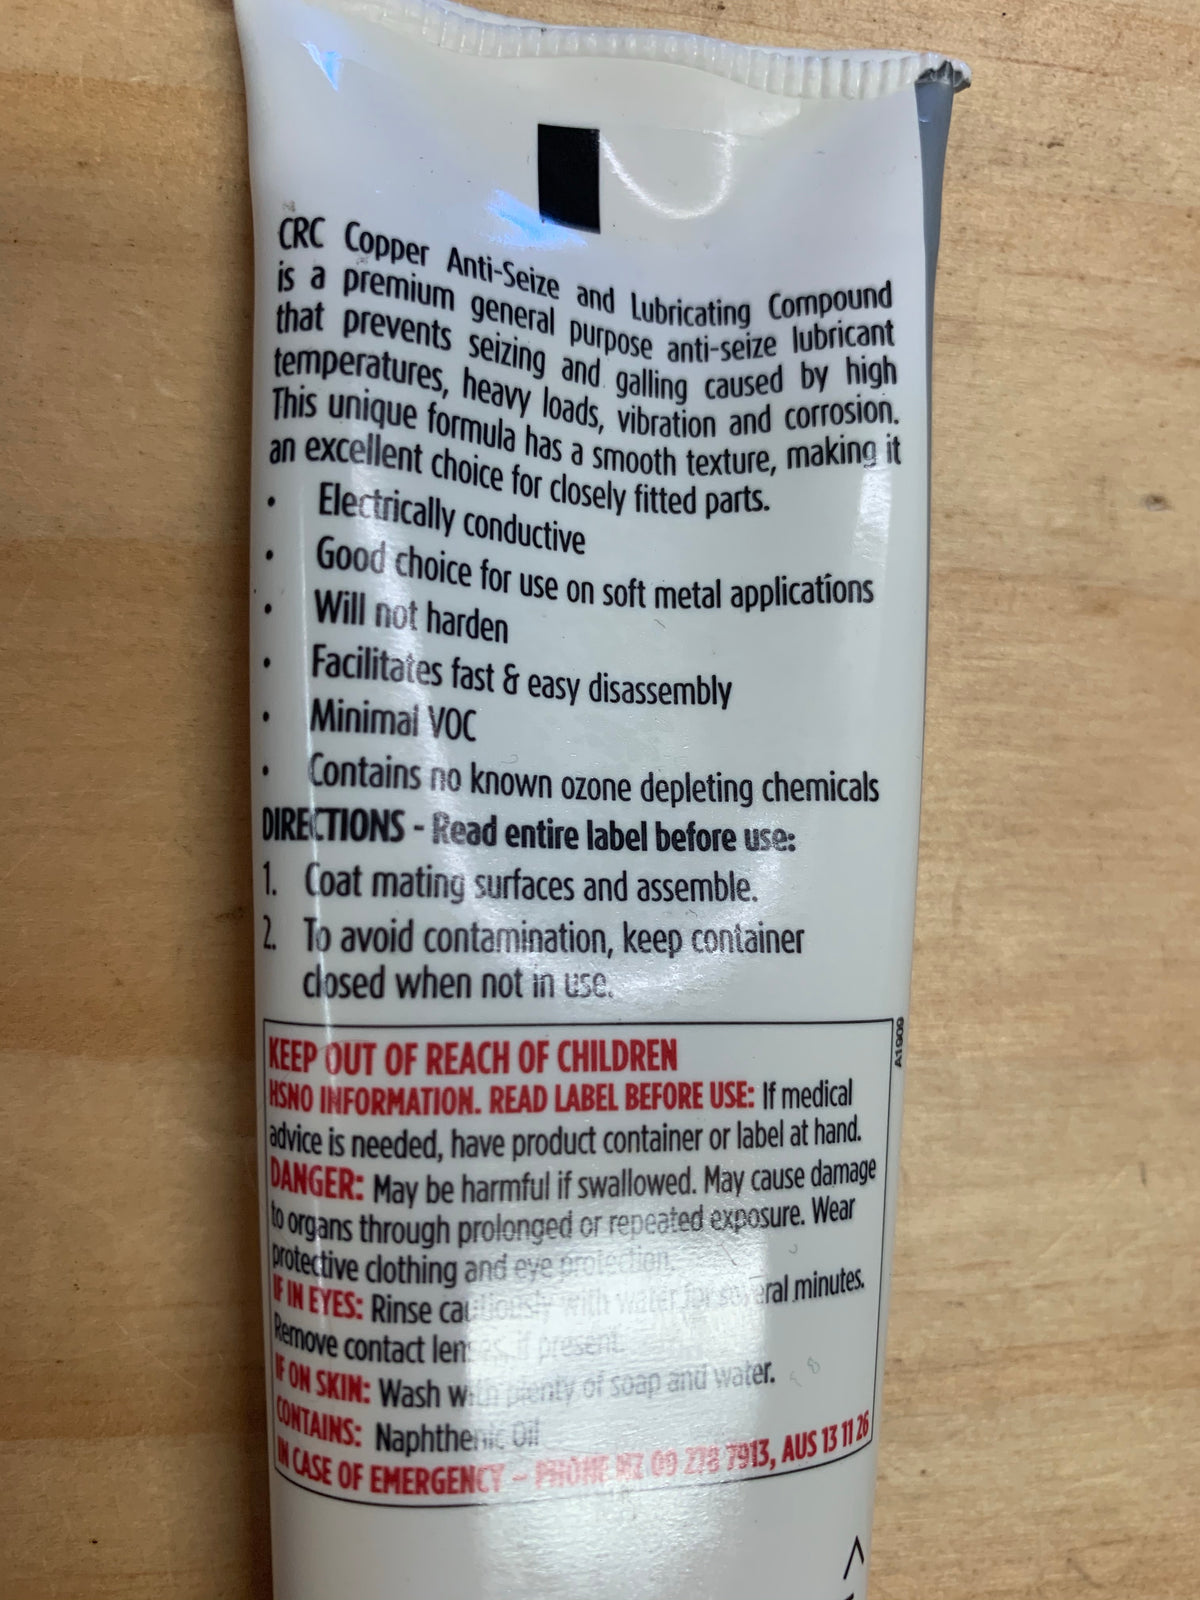 CRC Copper Anti-Seize and Lubricating Compound
is a premium general purpose anti-seize lubricant
that prevents seizing and galling caused by high
temperatures, heavy loads, vibration and corrosion.
This unique formula has a smooth texture, making it
an excellent choice for closely fitted parts.
• Electrically conductive
• Good choice for use on soft metal applications
• Will not harden
• Facilitates fast & easy disassembly
• Minimal VOC
• Contains no known ozone depleting chemicals
DIRECTIONS - Read entire label before use:
1. Coat mating surfaces and assemble.
2. To avoid contamination, keep container
closed when not in use.
A1909
KEEP OUT OF REACH OF CHILDREN
HSNO INFORMATION. READ LABEL BEFORE USE: If medical
advice is needed, have product container or label at hand.
DANGER: May be harmful if swallowed. May cause damage
to organs through prolonged or repeated exposure. Wear
protective clothing and eye protection.
IF IN EYES: Rinse cautiously with water for several minutes.
Remove contact lenses, if present.
IF ON SKIN: Wash with plenty of soap and water.
CONTAINS: Naphthenic Oil
IN CASE OF EMERGENCY – PHONE NZ 09 278 7913, AUS 13 11 26